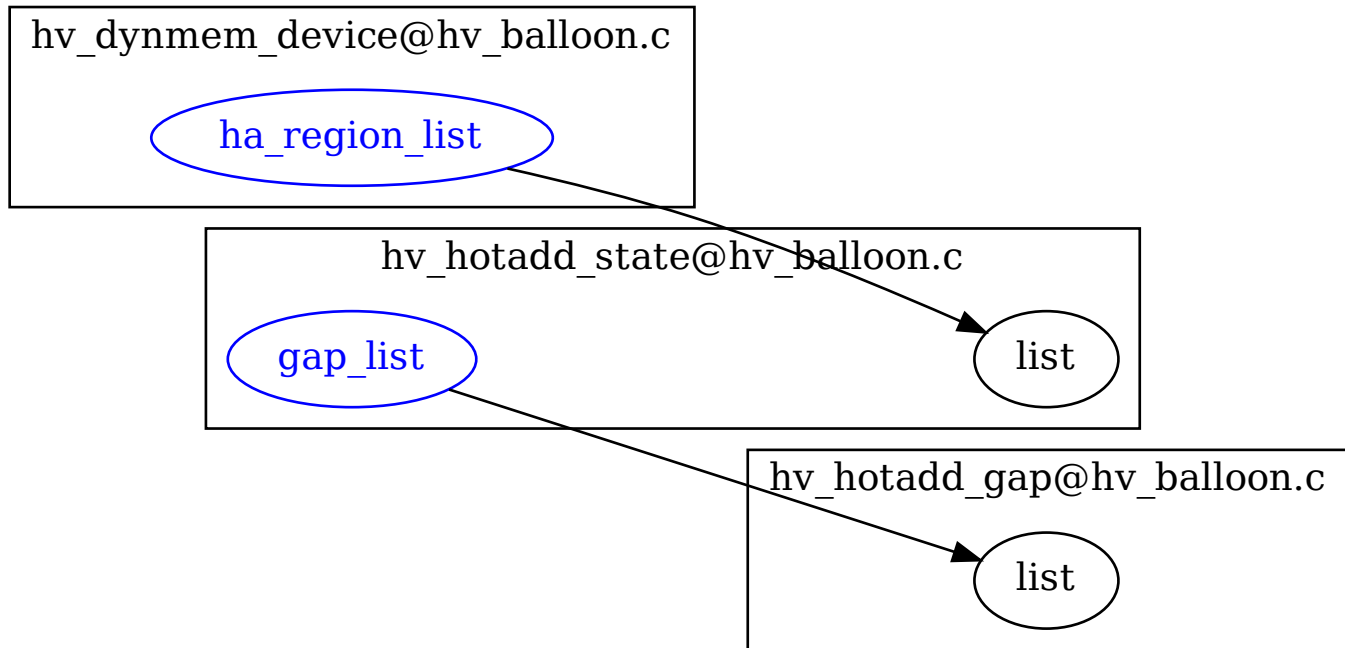 hv_dynmem_device@hv_balloon.c
ha_region_list
hv_hotadd_state@hv_balloon.c
gap_list
list
hv_hotadd_gap@hv_balloon.c
list